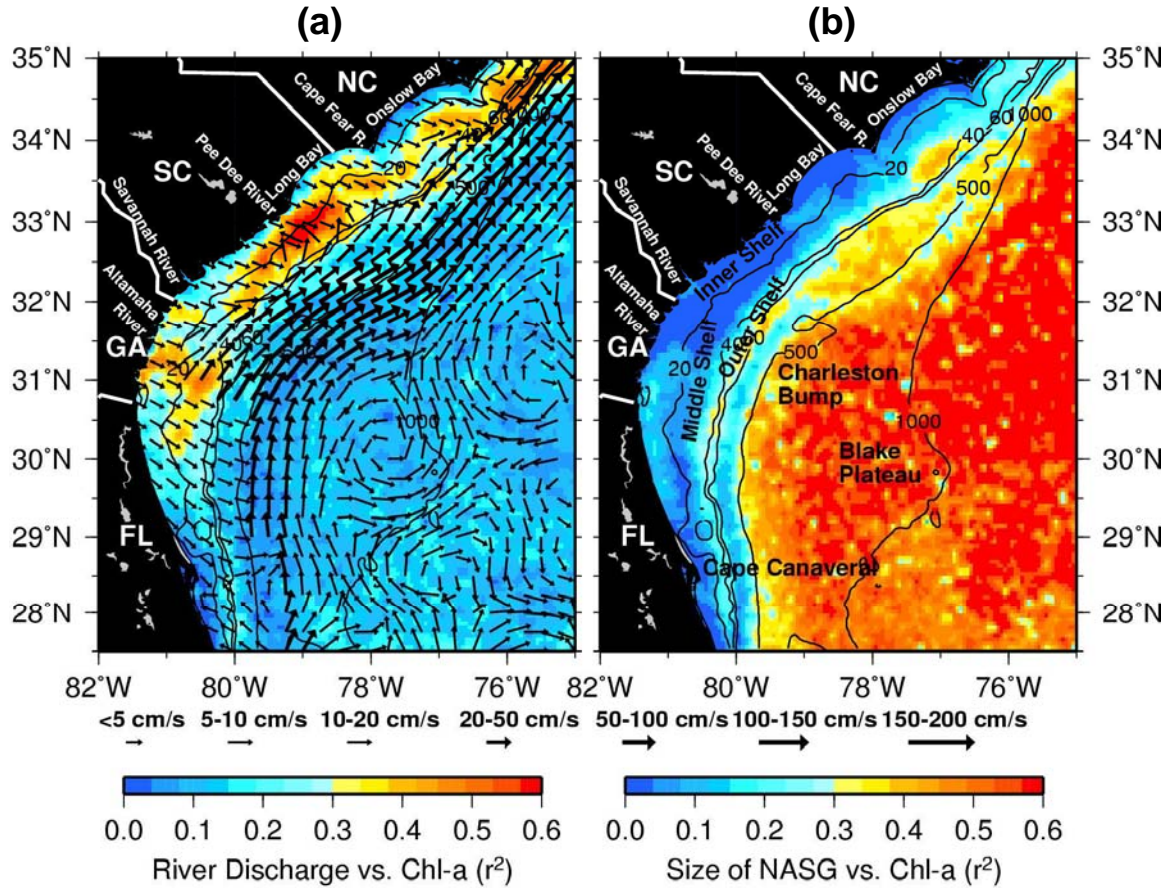 (a)
(b)
35°N
34°N
33°N
32°N
31°N
30°N
29°N
28°N
NC
SC
GA
FL
Cape Fear R.
Onslow Bay
Pee Dee River
Long Bay
Savannah River
Altamaha
River
20
40
60
1000
500
20
40
60
1000
82°W
80°W
78°W
76°W
NC
SC
GA
FL
Cape Fear R.
Onslow Bay
Pee Dee River
Long Bay
Savannah River
Altamaha
River
Inner Shelf
Middle Shelf
Outer Shelf
Charleston
Bump
Blake
Plateau
Cape Canaveral
20
40
60
1000
500
20
500
1000
35°N
34°N
33°N
32°N
31°N
30°N
29°N
28°N
82°W
80°W
78°W
76°W
<5 cm/s
5-10 cm/s
10-20 cm/s
20-50 cm/s
50-100 cm/s
100-150 cm/s
150-200 cm/s
0.0 0.1 0.2 0.3 0.4 0.5 0.6
River Discharge vs. Chl-a (r²)
0.0 0.1 0.2 0.3 0.4 0.5 0.6
Size of NASG vs. Chl-a (r²)